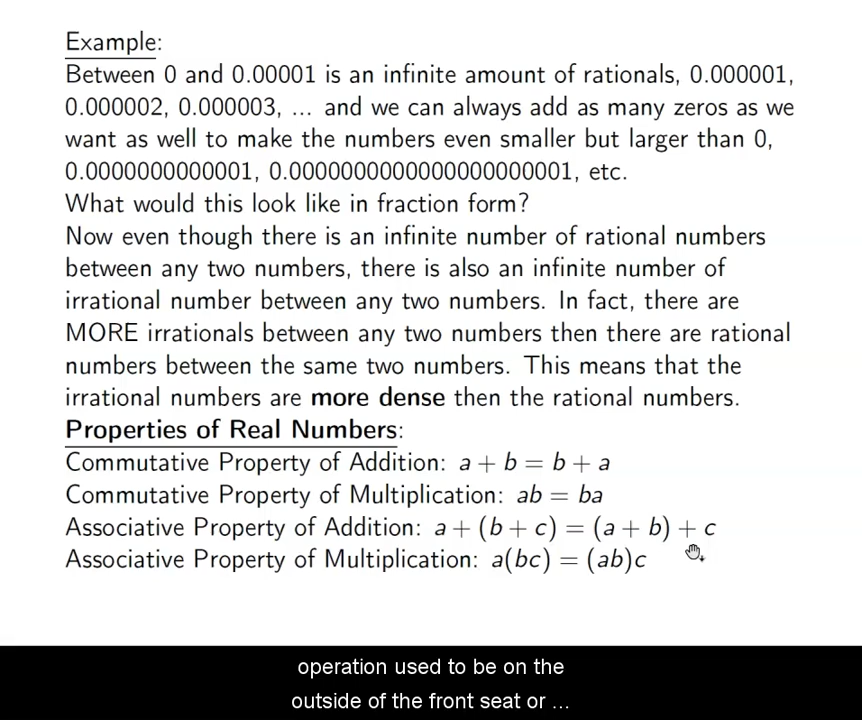 Example:
Between 0 and 0.00001 is an infinite amount of rationals, 0.000001,
0.000002, 0.000003, ... and we can always add as many zeros as we
want as well to make the numbers even smaller but larger than 0,
0.0000000000001, 0.0000000000000000000001, etc.
What would this look like in fraction form?
Now even though there is an infinite number of rational numbers
between any two numbers, there is also an infinite number of
irrational number between any two numbers. In fact, there are
MORE irrationals between any two numbers then there are rational
numbers between the same two numbers. This means that the
irrational numbers are more dense then the rational numbers.
Properties of Real Numbers:
Commutative Property of Addition: a + b = b + a
Commutative Property of Multiplication: ab = ba
Associative Property of Addition: a + (b + c) = (a + b) + c
Associative Property of Multiplication: a(bc) = (ab)c
operation used to be on the
outside of the front seat or ...